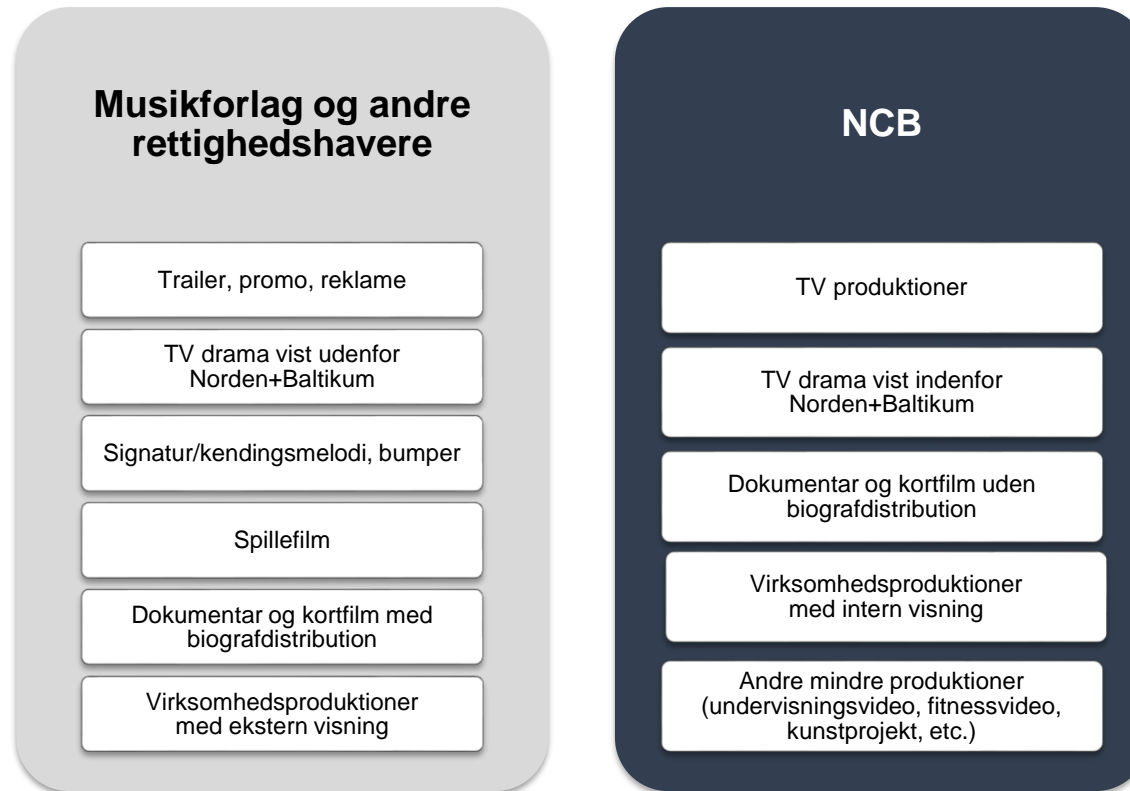 Musikforlag og andre
rettighedshavere
Trailer, promo, reklame
TV drama vist udenfor
Norden+Baltikum
Signatur/kendingsmelodi, bumper
Spillefilm
Dokumentar og kortfilm med
biografdistribution
Virksomhedsproduktioner
med ekstern visning
NCB
TV produktioner
TV drama vist indenfor
Norden+Baltikum
Dokumentar og kortfilm uden
biografdistribution
Virksomhedsproduktioner
med intern visning
Andre mindre produktioner
(undervisningsvideo, fitnessvideo,
kunstprojekt, etc.)